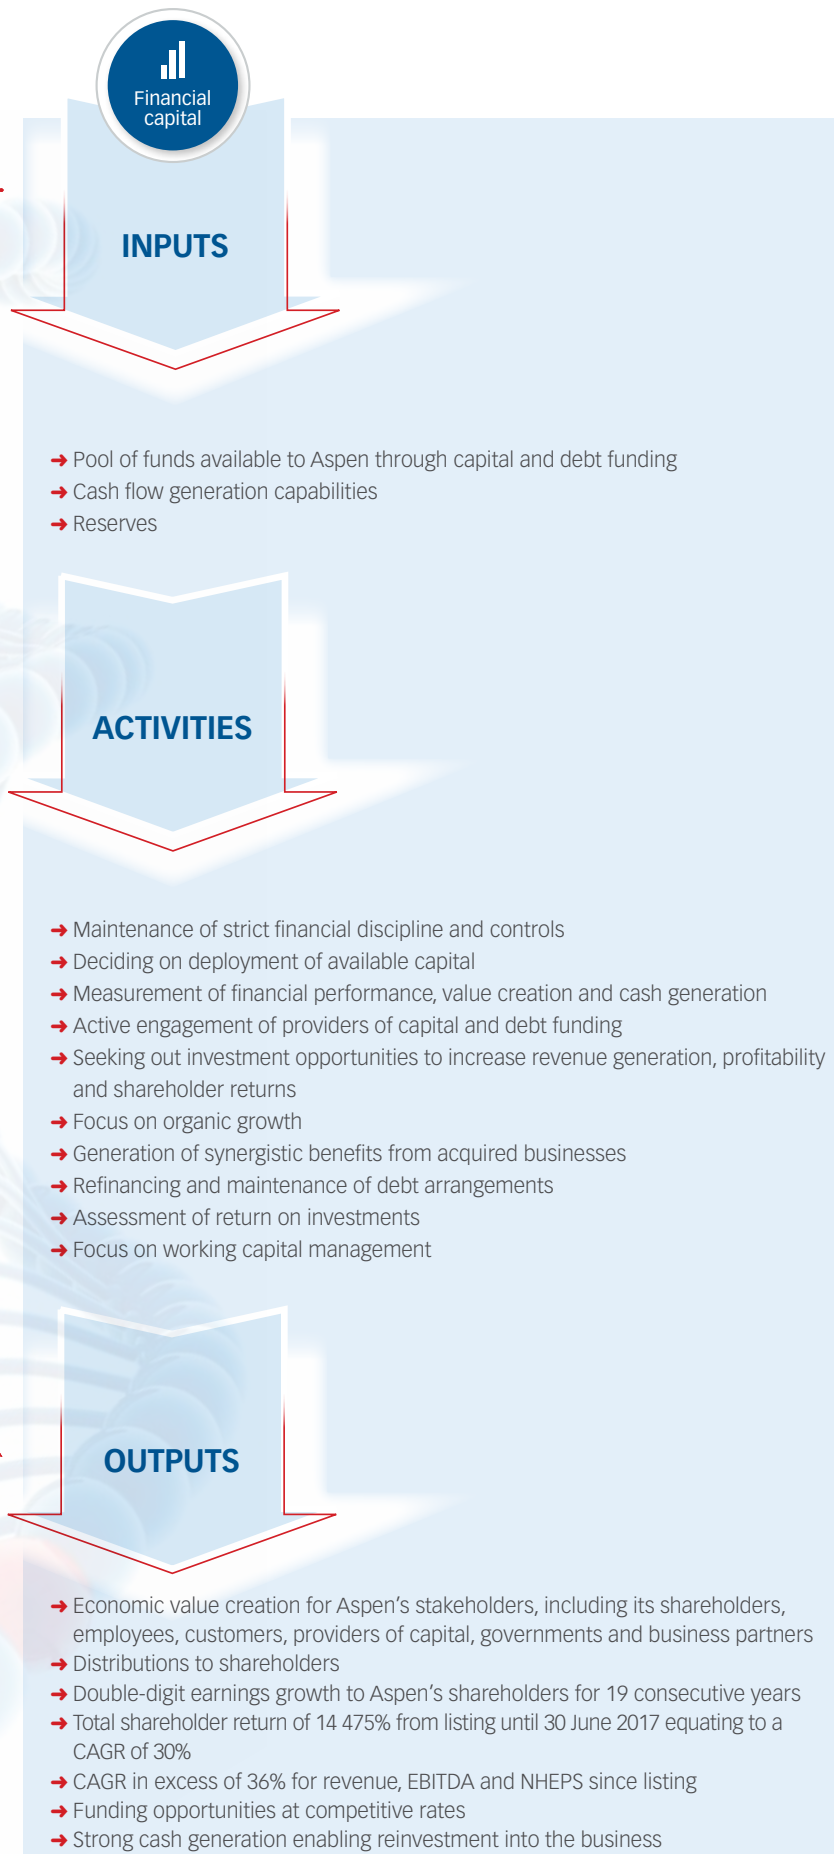 Financial
capital
INPUTS
➜ Pool of funds available to Aspen through capital and debt funding
➜ Cash flow generation capabilities
➜ Reserves
ACTIVITIES
➜ Maintenance of strict financial discipline and controls
➜ Deciding on deployment of available capital
➜ Measurement of financial performance, value creation and cash generation
➜ Active engagement of providers of capital and debt funding
➜ Seeking out investment opportunities to increase revenue generation, profitability
and shareholder returns
➜ Focus on organic growth
➜ Generation of synergistic benefits from acquired businesses
➜ Refinancing and maintenance of debt arrangements
➜ Assessment of return on investments
➜ Focus on working capital management
OUTPUTS
➜ Economic value creation for Aspen’s stakeholders, including its shareholders,
employees, customers, providers of capital, governments and business partners
➜ Distributions to shareholders
➜ Double-digit earnings growth to Aspen’s shareholders for 19 consecutive years
➜ Total shareholder return of 14 475% from listing until 30 June 2017 equating to a
CAGR of 30%
➜ CAGR in excess of 36% for revenue, EBITDA and NHEPS since listing
➜ Funding opportunities at competitive rates
➜ Strong cash generation enabling reinvestment into the business